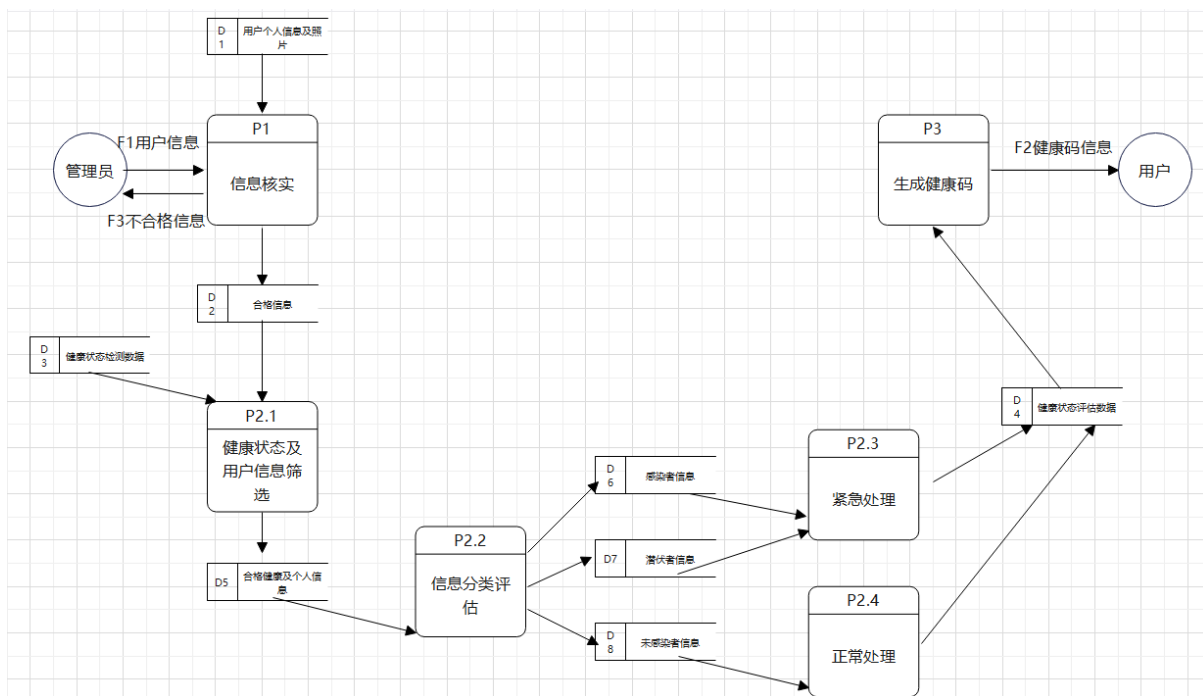 D
1
用户个人信息及照
片
P1
信息核实
管理员
F1用户信息
F3不合格信息
P3
生成健康码
F2健康码信息
用户
D
2
合格信息
D
3
健康状态检测数据
P2.1
健康状态及
用户信息筛
选
D
4
健康状态评估数据
P2.3
紧急处理
D
6
感染者信息
P2.2
信息分类评
估
D7
潜伏者信息
D5
合格健康及个人信
息
P2.4
正常处理
D
8
未感染者信息